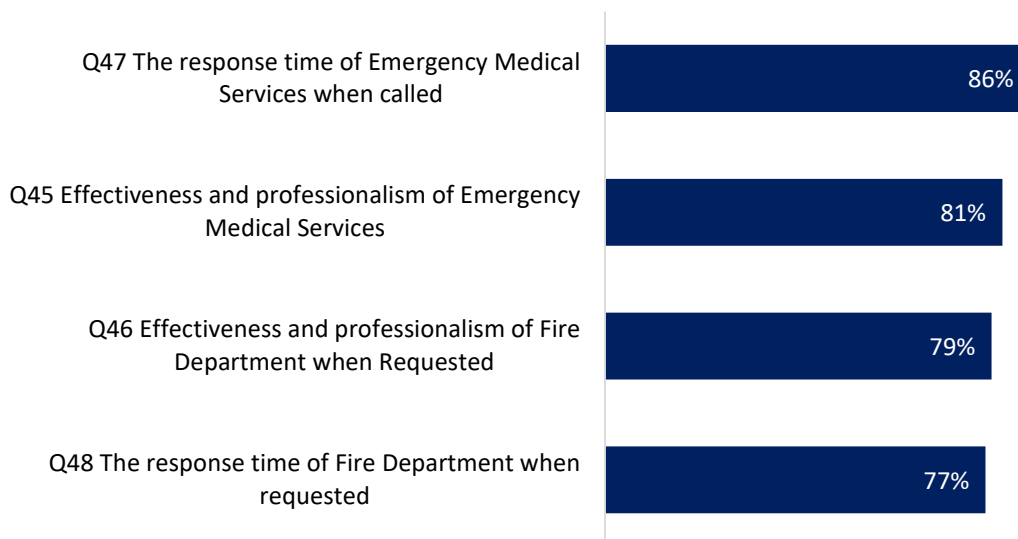 Q47 The response time of Emergency Medical
Services when called
86%
Q45 Effectiveness and professionalism of Emergency
Medical Services
81%
Q46 Effectiveness and professionalism of Fire
Department when Requested
79%
Q48 The response time of Fire Department when
requested
77%